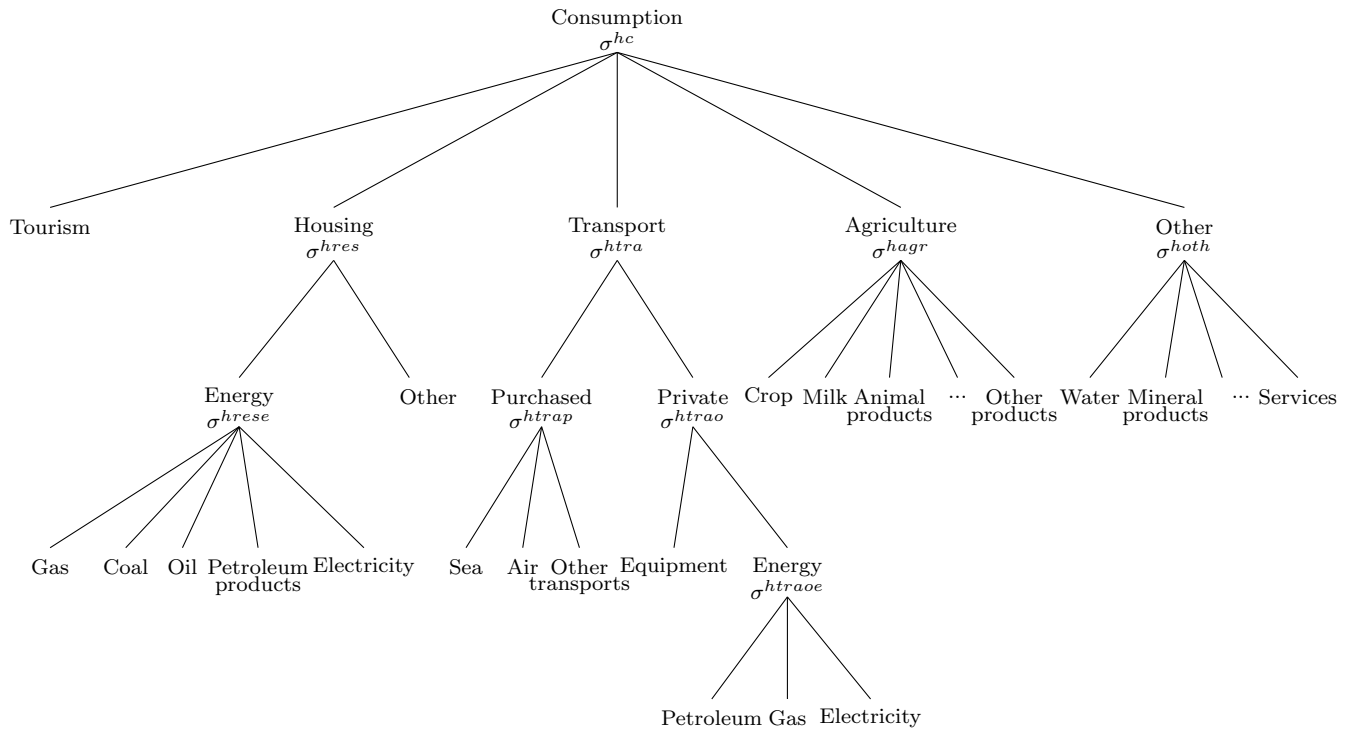 Consumption
σ^{hc}
Tourism
Housing
σ^{hres}
Transport
σ^{htra}
Agriculture
σ^{hagr}
Other
σ^{hoth}
Energy
σ^{hrese}
Other
Purchased
σ^{htrap}
Private
σ^{htrao}
Crop
Milk
Animal
products
...
Other
products
Water
Mineral
products
...
Services
Gas
Coal
Oil
Petroleum
products
Electricity
Sea
Air
Other
transports
Equipment
Energy
σ^{htraoe}
Petroleum
Gas
Electricity